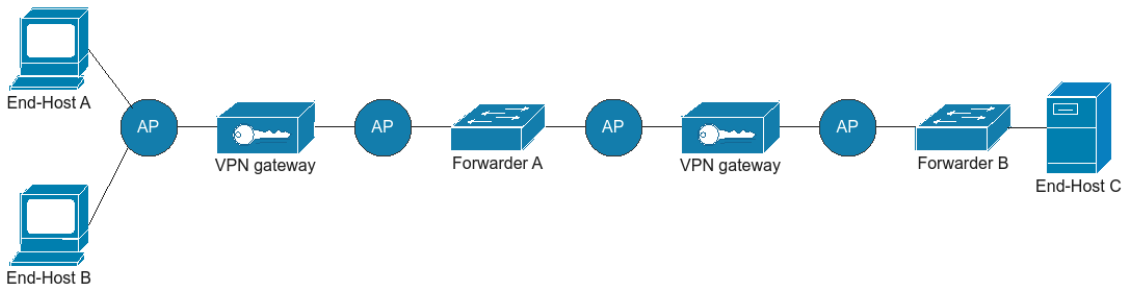 End-Host A
AP
VPN gateway
AP
Forwarder A
AP
VPN gateway
AP
Forwarder B
End-Host C
End-Host B